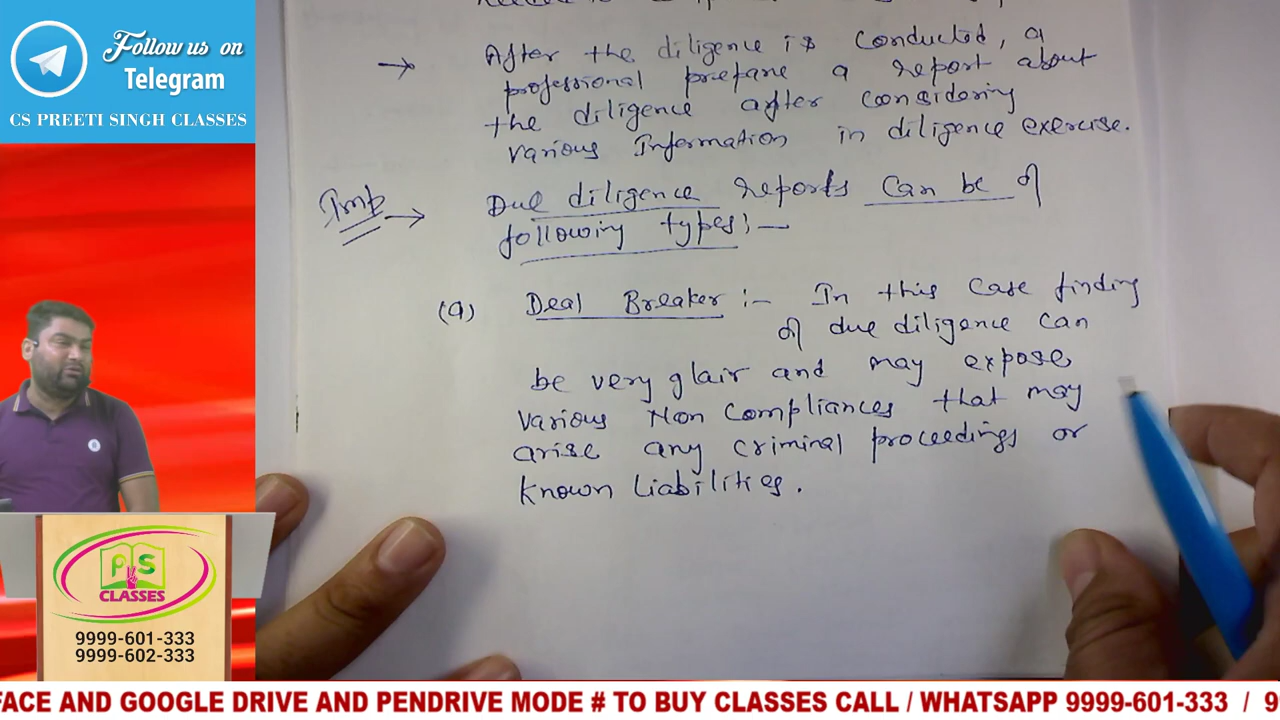 Follow us on
Telegram
CS PREETI SINGH CLASSES
After the diligence is conducted, a
professional prepare a report about
the diligence after considering
various Information in diligence exercise.
Imp → Due diligence reports can be of
following types:-
(a) Deal Breaker :- In this case finding
of due diligence can
be very glair and may expose
various Non compliances that may
arise any criminal proceedings or
known Liabilities.
PS
CLASSES
9999-601-333
9999-602-333
FACE AND GOOGLE DRIVE AND PENDRIVE MODE # TO BUY CLASSES CALL / WHATSAPP 9999-601-333 / 9